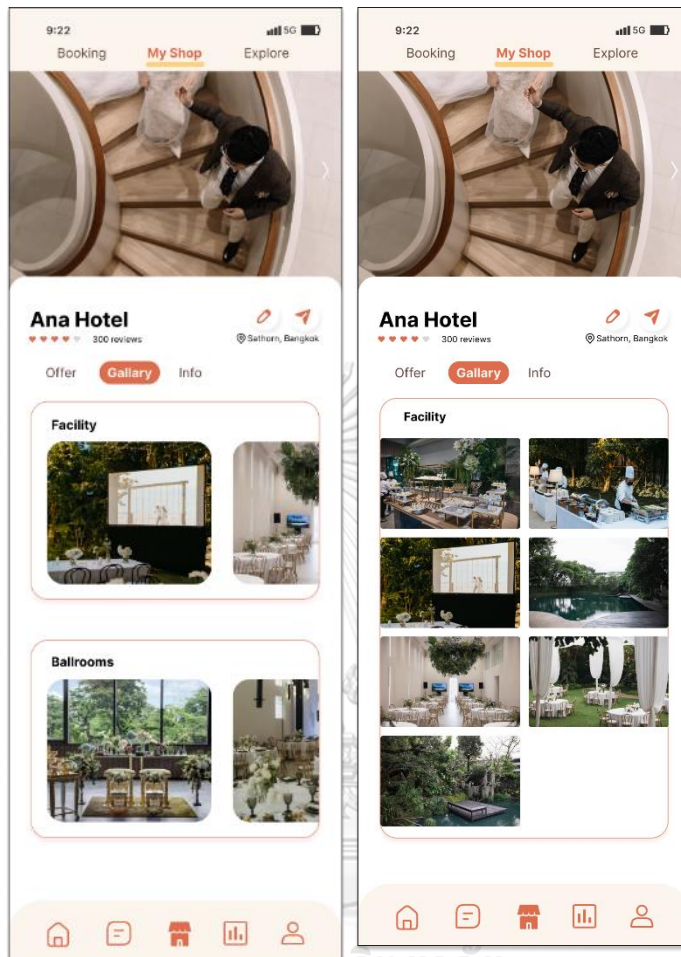 9:22 5G
Booking My Shop Explore
Ana Hotel
300 reviews Sathorn, Bangkok
Offer Gallary Info
Facility
Ballrooms
9:22 5G
Booking My Shop Explore
Ana Hotel
300 reviews Sathorn, Bangkok
Offer Gallary Info
Facility